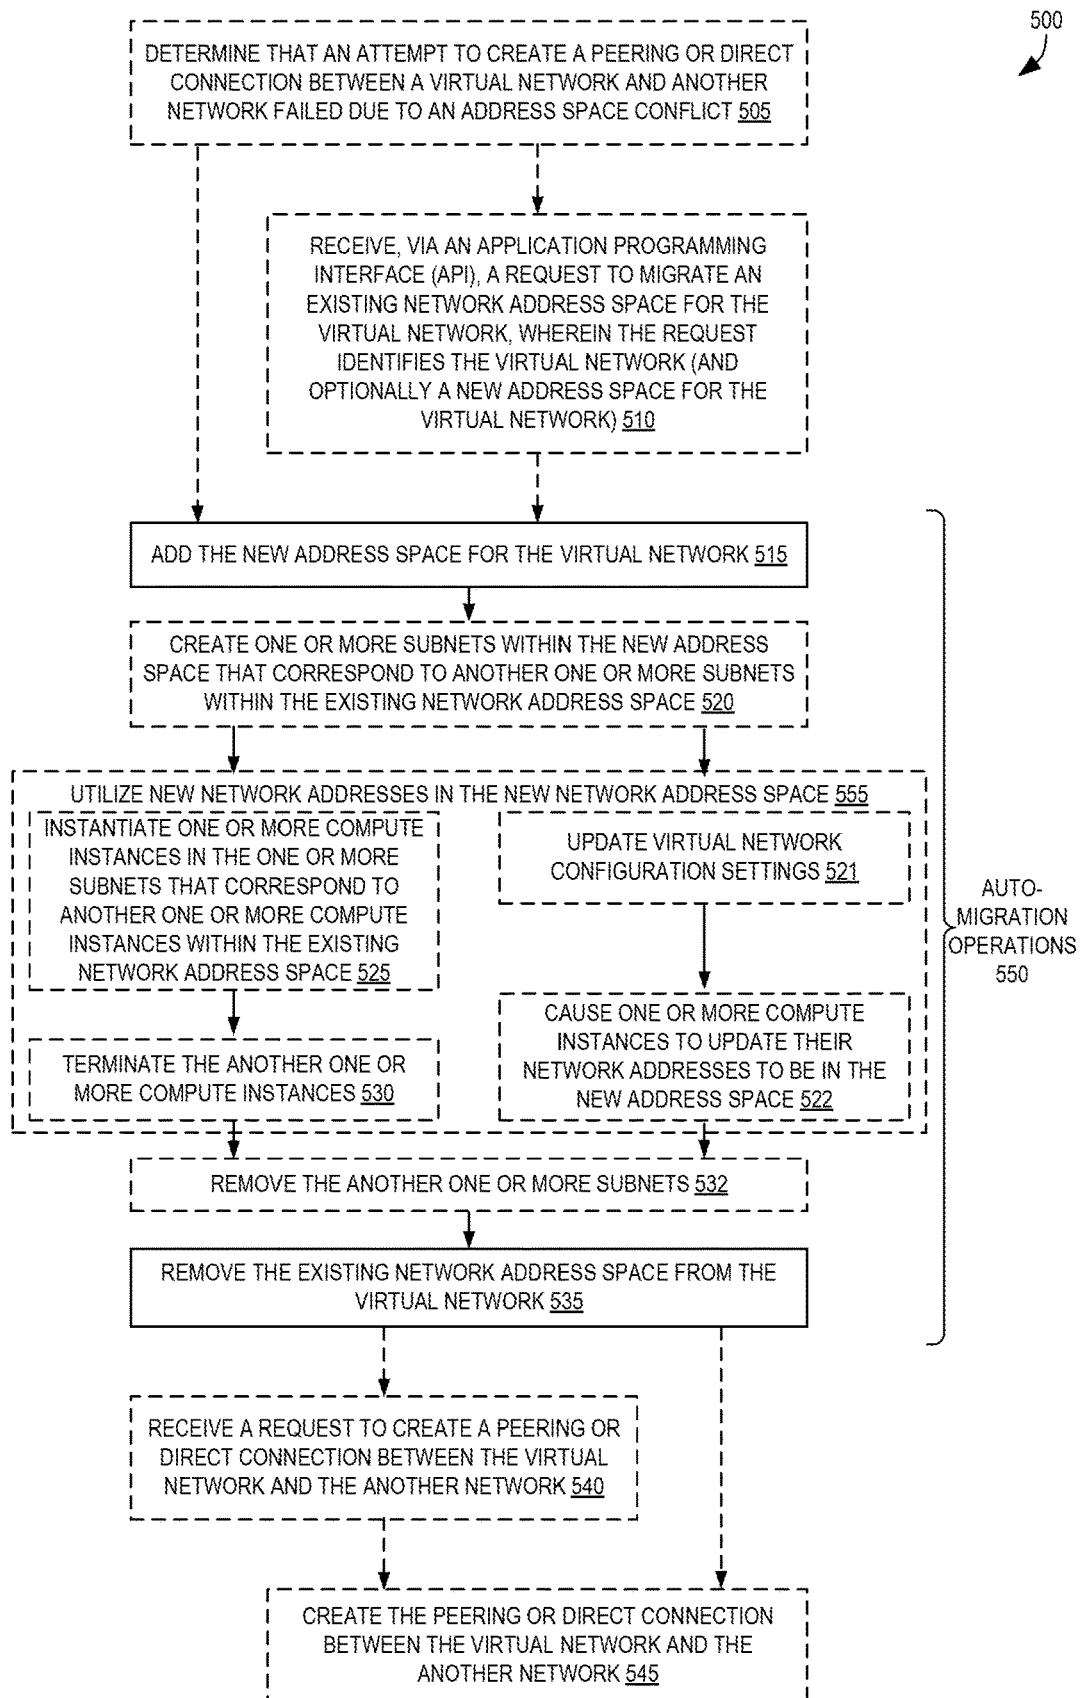 500
DETERMINE THAT AN ATTEMPT TO CREATE A PEERING OR DIRECT
CONNECTION BETWEEN A VIRTUAL NETWORK AND ANOTHER
NETWORK FAILED DUE TO AN ADDRESS SPACE CONFLICT 505
RECEIVE, VIA AN APPLICATION PROGRAMMING
INTERFACE (API), A REQUEST TO MIGRATE AN
EXISTING NETWORK ADDRESS SPACE FOR THE
VIRTUAL NETWORK, WHEREIN THE REQUEST
IDENTIFIES THE VIRTUAL NETWORK (AND
OPTIONALLY A NEW ADDRESS SPACE FOR THE
VIRTUAL NETWORK) 510
ADD THE NEW ADDRESS SPACE FOR THE VIRTUAL NETWORK 515
CREATE ONE OR MORE SUBNETS WITHIN THE NEW ADDRESS
SPACE THAT CORRESPOND TO ANOTHER ONE OR MORE SUBNETS
WITHIN THE EXISTING NETWORK ADDRESS SPACE 520
UTILIZE NEW NETWORK ADDRESSES IN THE NEW NETWORK ADDRESS SPACE 555
INSTANTIATE ONE OR MORE COMPUTE
INSTANCES IN THE ONE OR MORE
SUBNETS THAT CORRESPOND TO
ANOTHER ONE OR MORE COMPUTE
INSTANCES WITHIN THE EXISTING
NETWORK ADDRESS SPACE 525
TERMINATE THE ANOTHER ONE OR
MORE COMPUTE INSTANCES 530
UPDATE VIRTUAL NETWORK
CONFIGURATION SETTINGS 521
CAUSE ONE OR MORE COMPUTE
INSTANCES TO UPDATE THEIR
NETWORK ADDRESSES TO BE IN THE
NEW ADDRESS SPACE 522
AUTO-
MIGRATION
OPERATIONS
550
REMOVE THE ANOTHER ONE OR MORE SUBNETS 532
REMOVE THE EXISTING NETWORK ADDRESS SPACE FROM THE
VIRTUAL NETWORK 535
RECEIVE A REQUEST TO CREATE A PEERING OR
DIRECT CONNECTION BETWEEN THE VIRTUAL
NETWORK AND THE ANOTHER NETWORK 540
CREATE THE PEERING OR DIRECT CONNECTION
BETWEEN THE VIRTUAL NETWORK AND THE
ANOTHER NETWORK 545